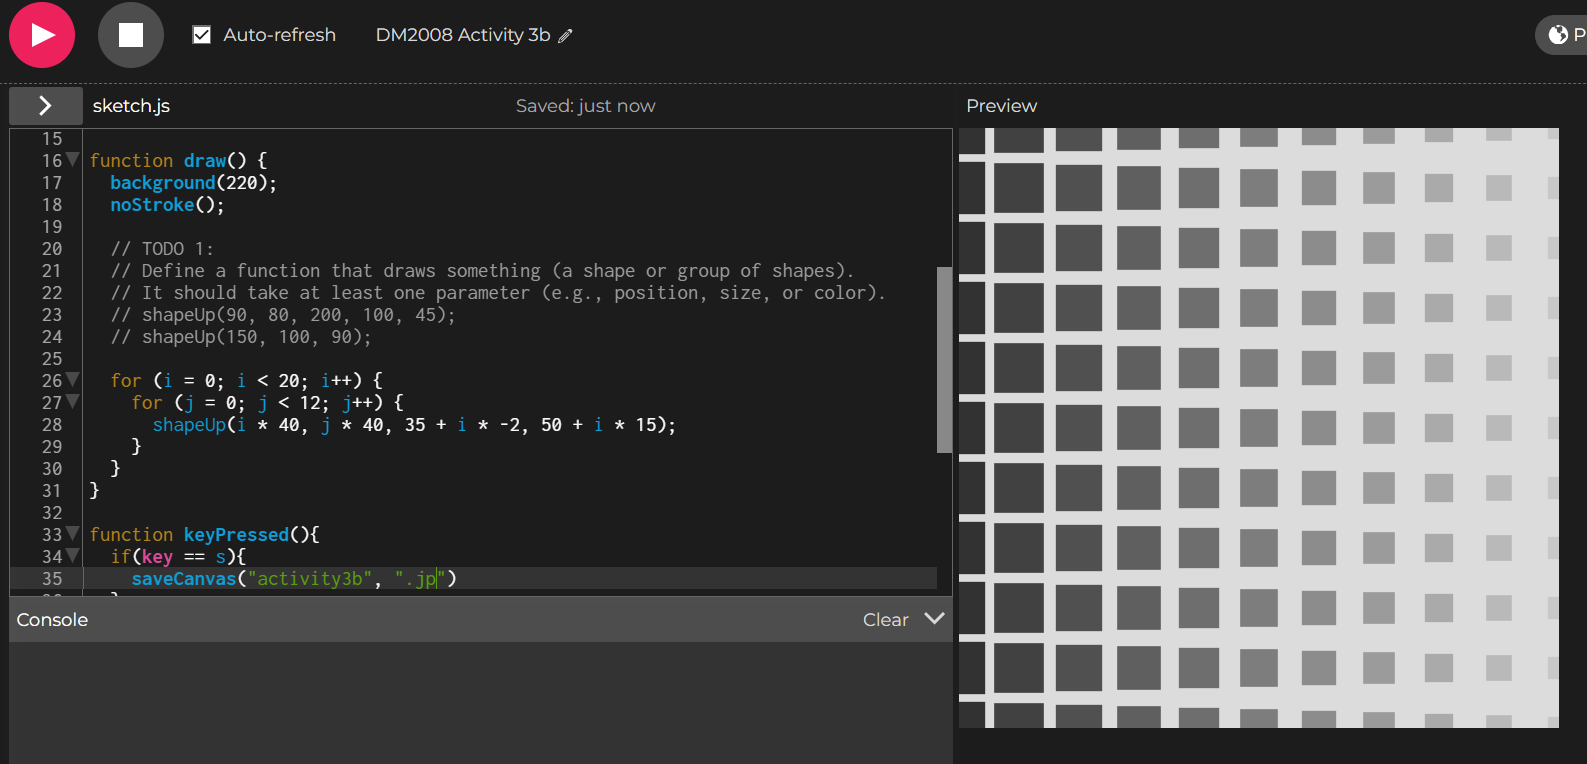 Auto-refresh DM2008 Activity 3b P
sketch.js Saved: just now Preview
15
16 function draw() {
17 background(220);
18 noStroke();
19
20 // TODO 1:
21 // Define a function that draws something (a shape or group of shapes).
22 // It should take at least one parameter (e.g., position, size, or color).
23 // shapeUp(90, 80, 200, 100, 45);
24 // shapeUp(150, 100, 90);
25
26 for (i = 0; i < 20; i++) {
27 for (j = 0; j < 12; j++) {
28 shapeUp(i * 40, j * 40, 35 + i * -2, 50 + i * 15);
29 }
30 }
31 }
32
33 function keyPressed(){
34 if(key == s){
35 saveCanvas("activity3b", ".jp")
Console Clear